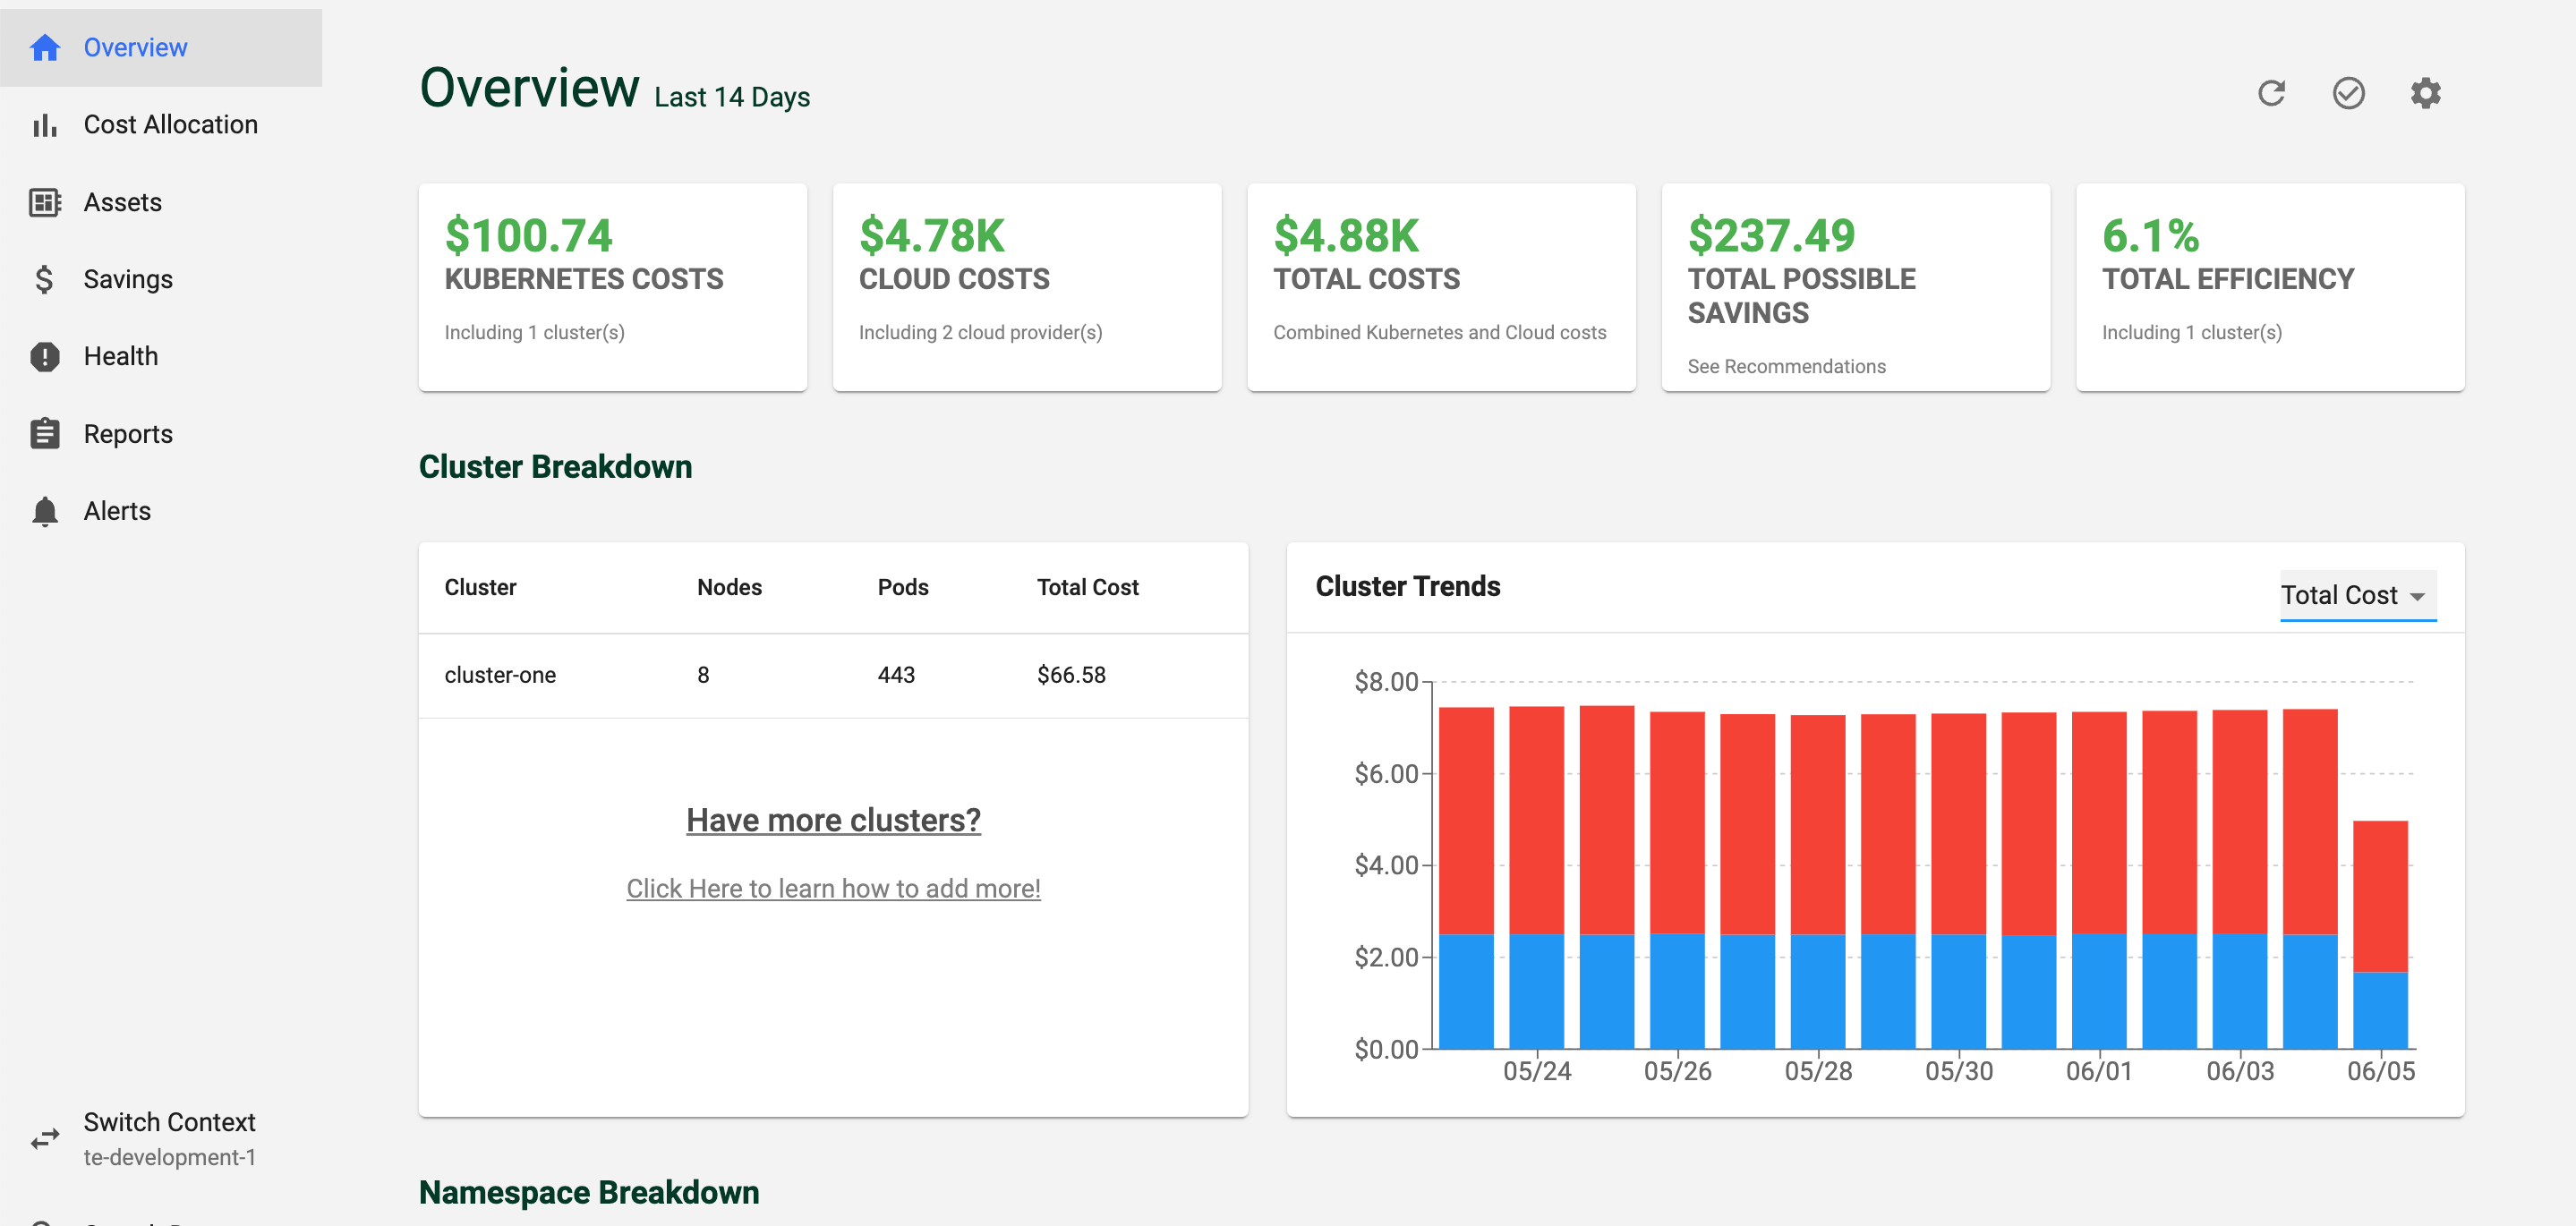 Overview
Cost Allocation
Assets
Savings
Health
Reports
Alerts
Switch Context
te-development-1
Overview Last 14 Days
$100.74
KUBERNETES COSTS
Including 1 cluster(s)
$4.78K
CLOUD COSTS
Including 2 cloud provider(s)
$4.88K
TOTAL COSTS
Combined Kubernetes and Cloud costs
$237.49
TOTAL POSSIBLE
SAVINGS
See Recommendations
6.1%
TOTAL EFFICIENCY
Including 1 cluster(s)
Cluster Breakdown
Cluster Nodes Pods Total Cost
cluster-one 8 443 $66.58
Have more clusters?
Click Here to learn how to add more!
Cluster Trends
Total Cost
$8.00
$6.00
$4.00
$2.00
$0.00
05/24 05/26 05/28 05/30 06/01 06/03 06/05
Namespace Breakdown